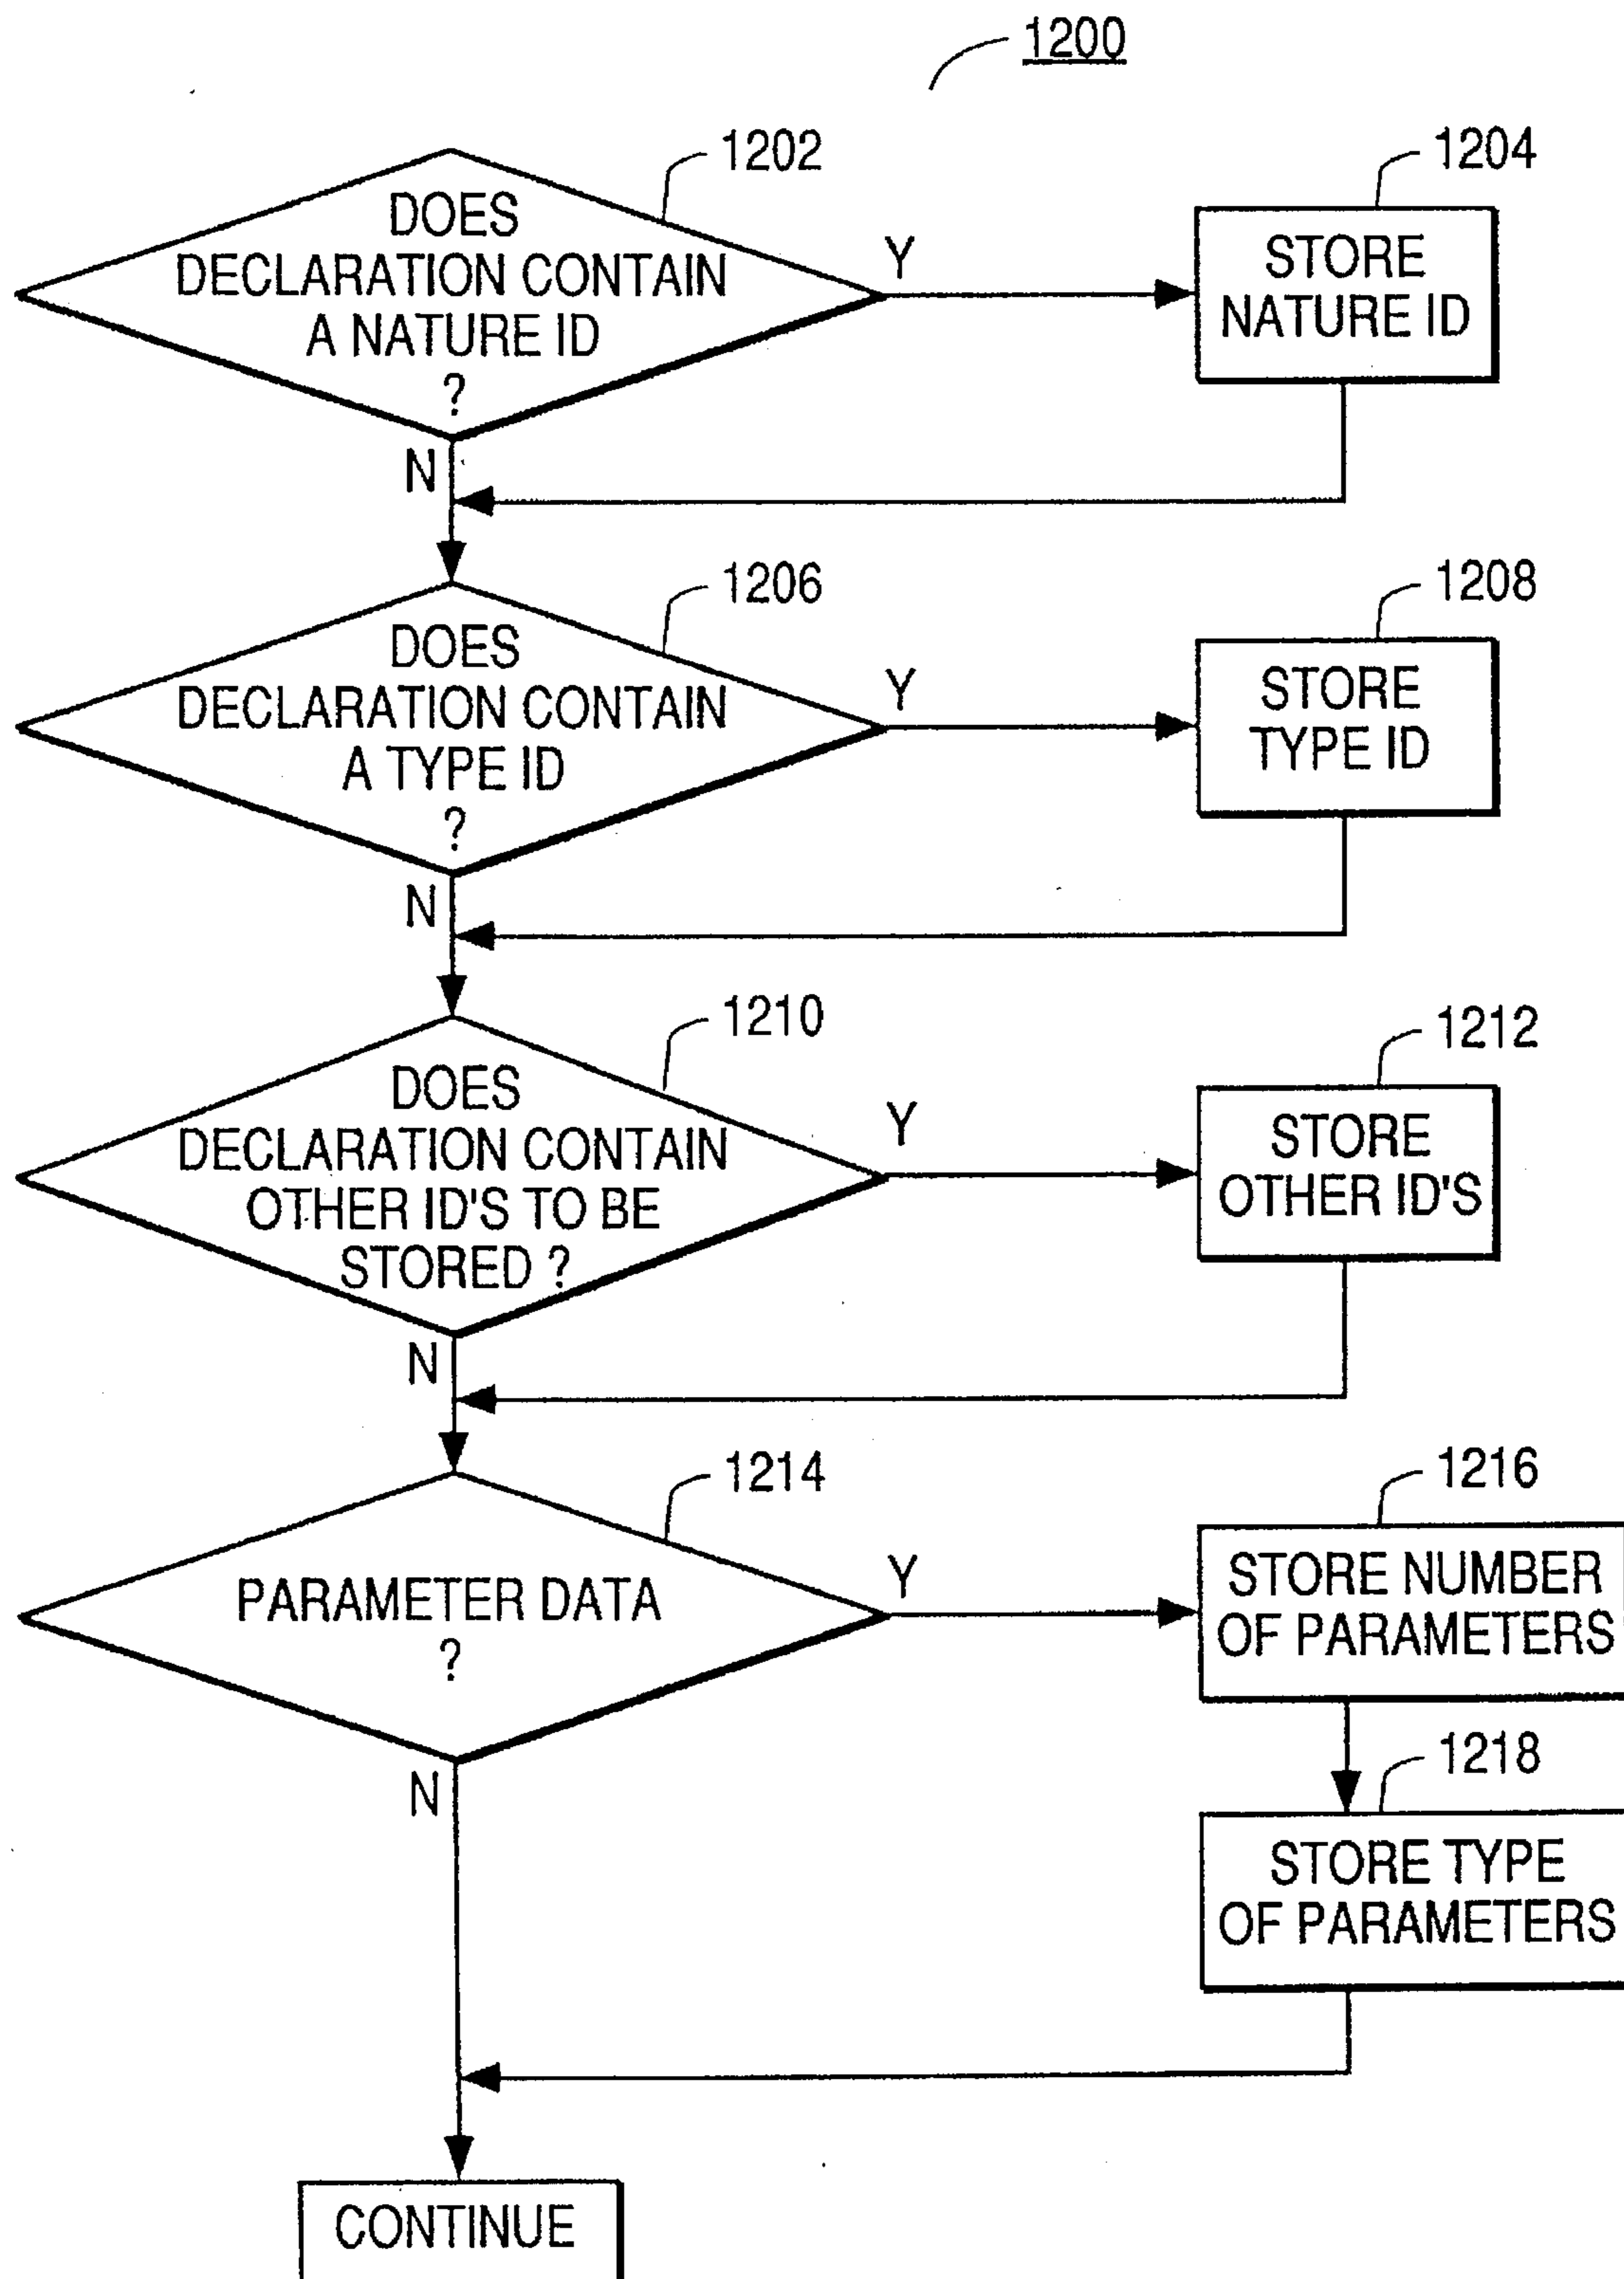 1200
1202
DOES
DECLARATION CONTAIN
A NATURE ID
?
Y
N
1204
STORE
NATURE ID
1206
DOES
DECLARATION CONTAIN
A TYPE ID
?
Y
N
1208
STORE
TYPE ID
1210
DOES
DECLARATION CONTAIN
OTHER ID'S TO BE
STORED ?
Y
N
1212
STORE
OTHER ID'S
1214
PARAMETER DATA
?
Y
N
1216
STORE NUMBER
OF PARAMETERS
1218
STORE TYPE
OF PARAMETERS
CONTINUE